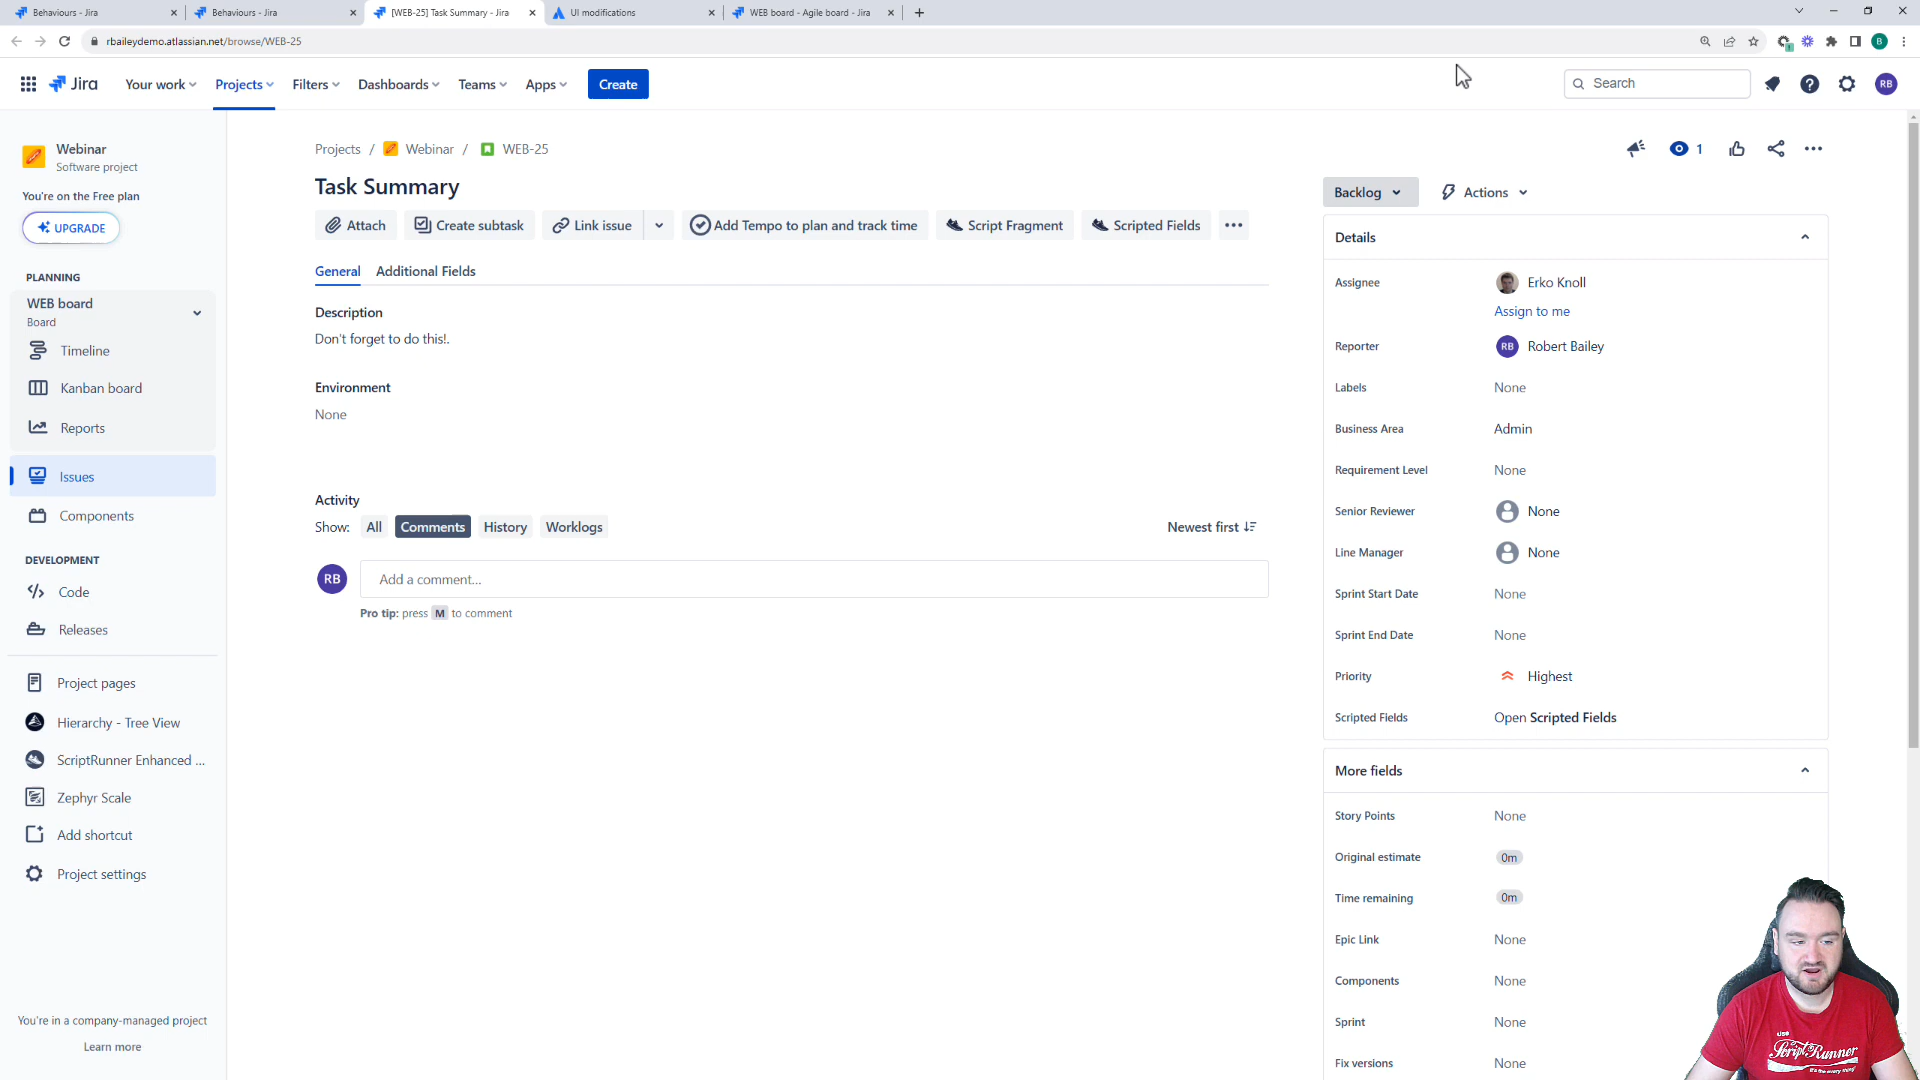 Behaviours - Jira
Behaviours - Jira
[WEB-25] Task Summary - Jira
UI modifications
WEB board - Agile board - Jira
rbaileydemo.atlassian.net/browse/WEB-25
B
Jira
Your work
Projects
Filters
Dashboards
Teams
Apps
Create
Search
RB
Webinar
Software project
You're on the Free plan
UPGRADE
PLANNING
WEB board
Board
Timeline
Kanban board
Reports
Issues
Components
DEVELOPMENT
Code
Releases
Project pages
Hierarchy - Tree View
ScriptRunner Enhanced ...
Zephyr Scale
Add shortcut
Project settings
You're in a company-managed project
Learn more
Projects / Webinar / WEB-25
1
Task Summary
Attach
Create subtask
Link issue
Add Tempo to plan and track time
Script Fragment
Scripted Fields
General
Additional Fields
Description
Don't forget to do this!.
Environment
None
Activity
Show: All Comments History Worklogs
Newest first
RB
Add a comment...
Pro tip: press M to comment
Backlog
Actions
Details
Assignee
Erko Knoll
Assign to me
Reporter
RB Robert Bailey
Labels
None
Business Area
Admin
Requirement Level
None
Senior Reviewer
None
Line Manager
None
Sprint Start Date
None
Sprint End Date
None
Priority
Highest
Scripted Fields
Open Scripted Fields
More fields
Story Points
None
Original estimate
0m
Time remaining
0m
Epic Link
None
Components
None
Sprint
None
Fix versions
None
USE
ScriptRunner
It's the every thing!